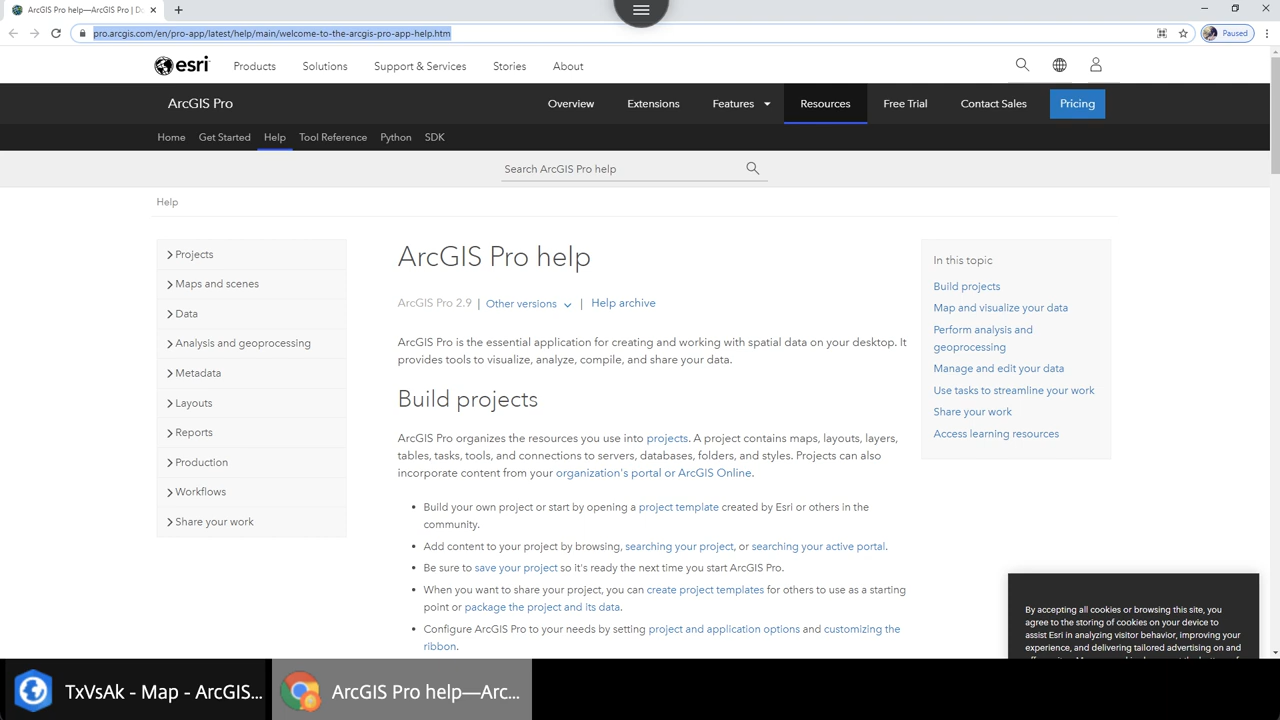 ArcGIS Pro help—ArcGIS Pro | Do
pro.arcgis.com/en/pro-app/latest/help/main/welcome-to-the-arcgis-pro-app-help.htm
Paused
esri
Products Solutions Support & Services Stories About
ArcGIS Pro Overview Extensions Features Resources Free Trial Contact Sales Pricing
Home Get Started Help Tool Reference Python SDK
Search ArcGIS Pro help
Help
Projects
Maps and scenes
Data
Analysis and geoprocessing
Metadata
Layouts
Reports
Production
Workflows
Share your work
ArcGIS Pro help
ArcGIS Pro 2.9 | Other versions | Help archive
ArcGIS Pro is the essential application for creating and working with spatial data on your desktop. It
provides tools to visualize, analyze, compile, and share your data.
Build projects
ArcGIS Pro organizes the resources you use into projects. A project contains maps, layouts, layers,
tables, tasks, tools, and connections to servers, databases, folders, and styles. Projects can also
incorporate content from your organization's portal or ArcGIS Online.
• Build your own project or start by opening a project template created by Esri or others in the
community.
• Add content to your project by browsing, searching your project, or searching your active portal.
• Be sure to save your project so it's ready the next time you start ArcGIS Pro.
• When you want to share your project, you can create project templates for others to use as a starting
point or package the project and its data.
• Configure ArcGIS Pro to your needs by setting project and application options and customizing the
ribbon.
In this topic
Build projects
Map and visualize your data
Perform analysis and
geoprocessing
Manage and edit your data
Use tasks to streamline your work
Share your work
Access learning resources
By accepting all cookies or browsing this site, you
agree to the storing of cookies on your device to
assist Esri in analyzing visitor behavior, improving your
experience, and delivering tailored advertising on and
TxVsAk - Map - ArcGIS...
ArcGIS Pro help—Arc...